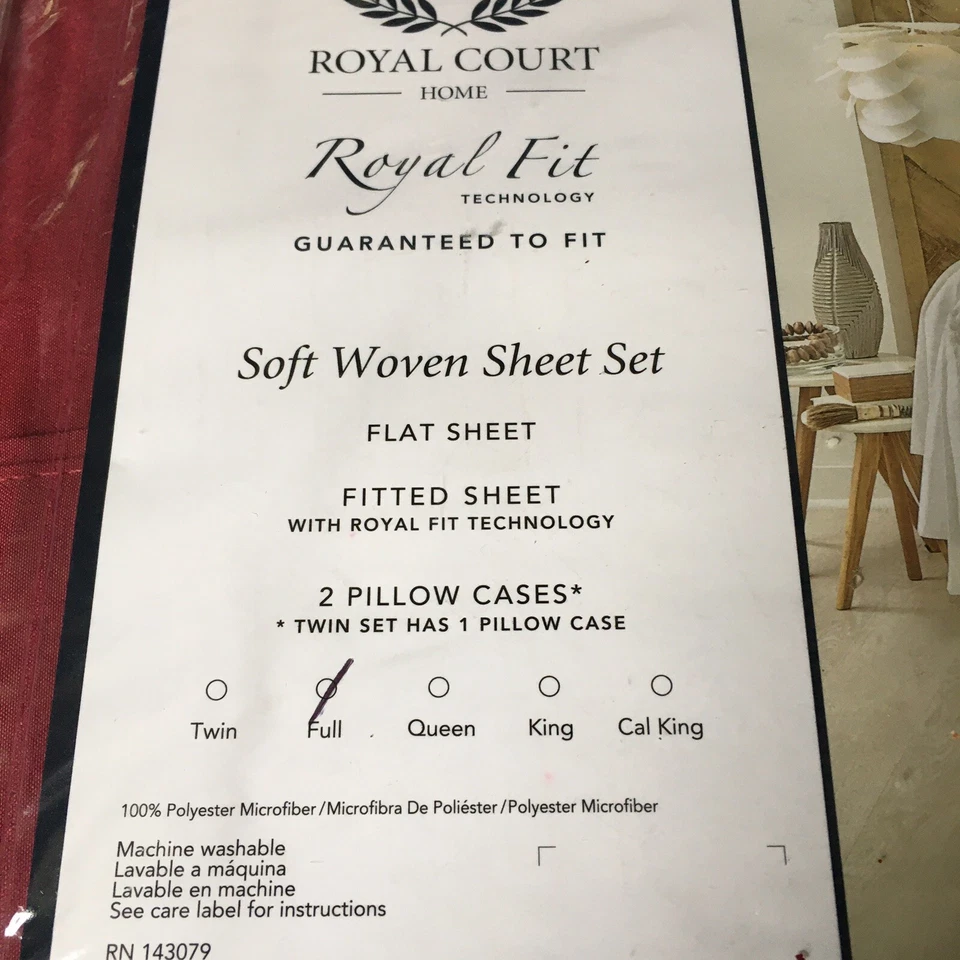 ROYAL COURT
HOME
Royal Fit
TECHNOLOGY
GUARANTEED TO FIT
Soft Woven Sheet Set
FLAT SHEET
FITTED SHEET
WITH ROYAL FIT TECHNOLOGY
2 PILLOW CASES*
* TWIN SET HAS 1 PILLOW CASE
Twin Full Queen King Cal King
100% Polyester Microfiber/Microfibra De Poliéster/Polyester Microfiber
Machine washable
Lavable a máquina
Lavable en machine
See care label for instructions
RN 143079